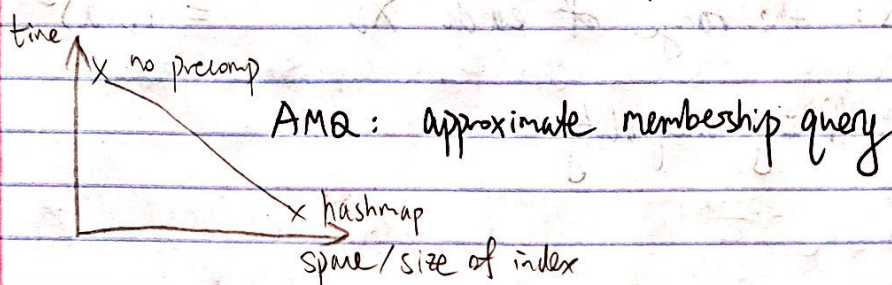 time
x no precomp
AMQ: approximate membership query
x hashmap
space/size of index